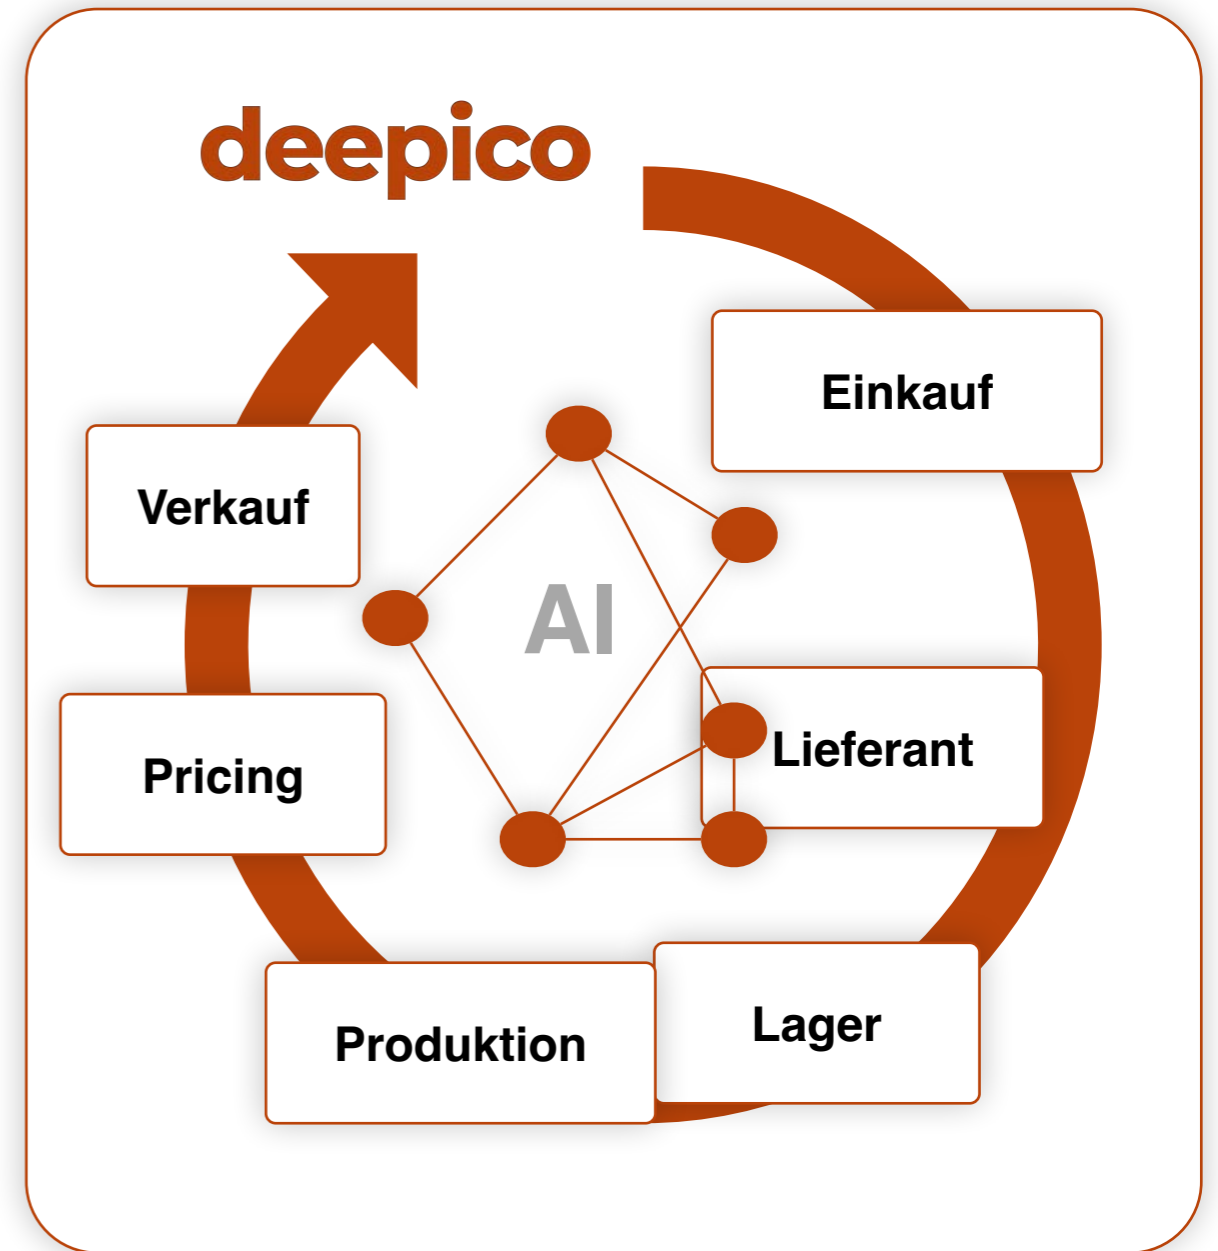 deepico
Einkauf
Verkauf
AI
Lieferant
Pricing
Lager
Produktion